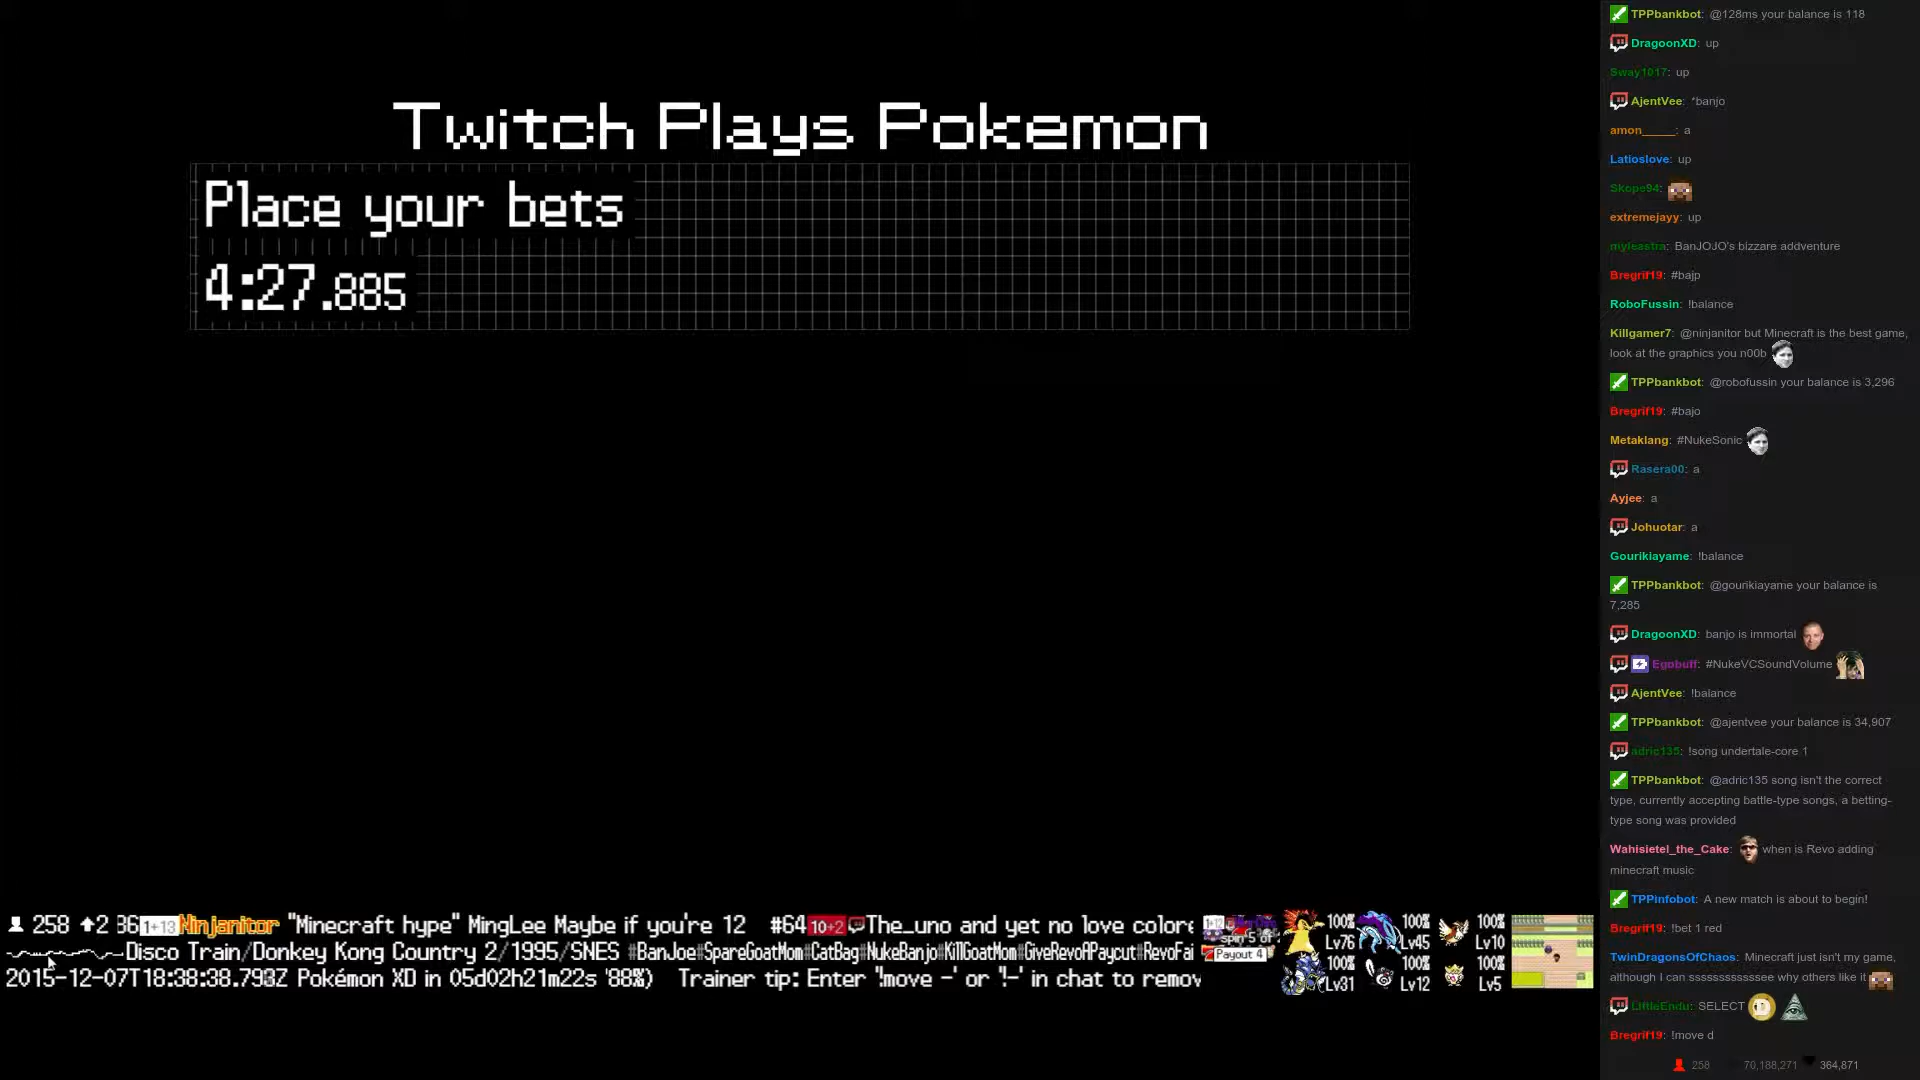 Twitch Plays Pokemon
Place your bets
4:27.885
258 2 86 1+13 Ninjanitor "Minecraft hype" MingLee Maybe if you're 12 #64 10+2 The_uno and yet no love colore
Disco Train/Donkey Kong Country 2/1995/SNES #BanJoe#SpareGoatMom#CatBag#NukeBanjo#KillGoatMom#GiveRevoAPaycut#RevoFai
2015-12-07T18:38:38.793Z Pokémon XD in 05d02h21m22s '88%) Trainer tip: Enter '!move -' or '!-' in chat to remov
spin 5 of
Payout 4
100% 100% 100%
Lv76 Lv45 Lv10
100% 100% 100%
Lv31 Lv12 Lv5
TPPbankbot: @128ms your balance is 118
DragoonXD: up
Sway1017: up
AjentVee: *banjo
amon_____: a
Latioslove: up
Skope94:
extremejayy: up
myleastra: BanJOJO's bizzare addventure
Bregrif19: #bajp
RoboFussin: !balance
Killgamer7: @ninjanitor but Minecraft is the best game,
look at the graphics you n00b
TPPbankbot: @robofussin your balance is 3,296
Bregrif19: #bajo
Metaklang: #NukeSonic
Rasera00: a
Ayjee: a
Johuotar: a
Gourikiayame: !balance
TPPbankbot: @gourikiayame your balance is
7,285
DragoonXD: banjo is immortal
Egobuff: #NukeVCSoundVolume
AjentVee: !balance
TPPbankbot: @ajentvee your balance is 34,907
adric135: !song undertale-core 1
TPPbankbot: @adric135 song isn't the correct
type, currently accepting battle-type songs, a betting-
type song was provided
Wahisietel_the_Cake: when is Revo adding
minecraft music
TPPinfobot: A new match is about to begin!
Bregrif19: !bet 1 red
TwinDragonsOfChaos: Minecraft just isn't my game,
although I can sssssssssssee why others like it
LittleEndu: SELECT
Bregrif19: !move d
258 70,188,271 364,871